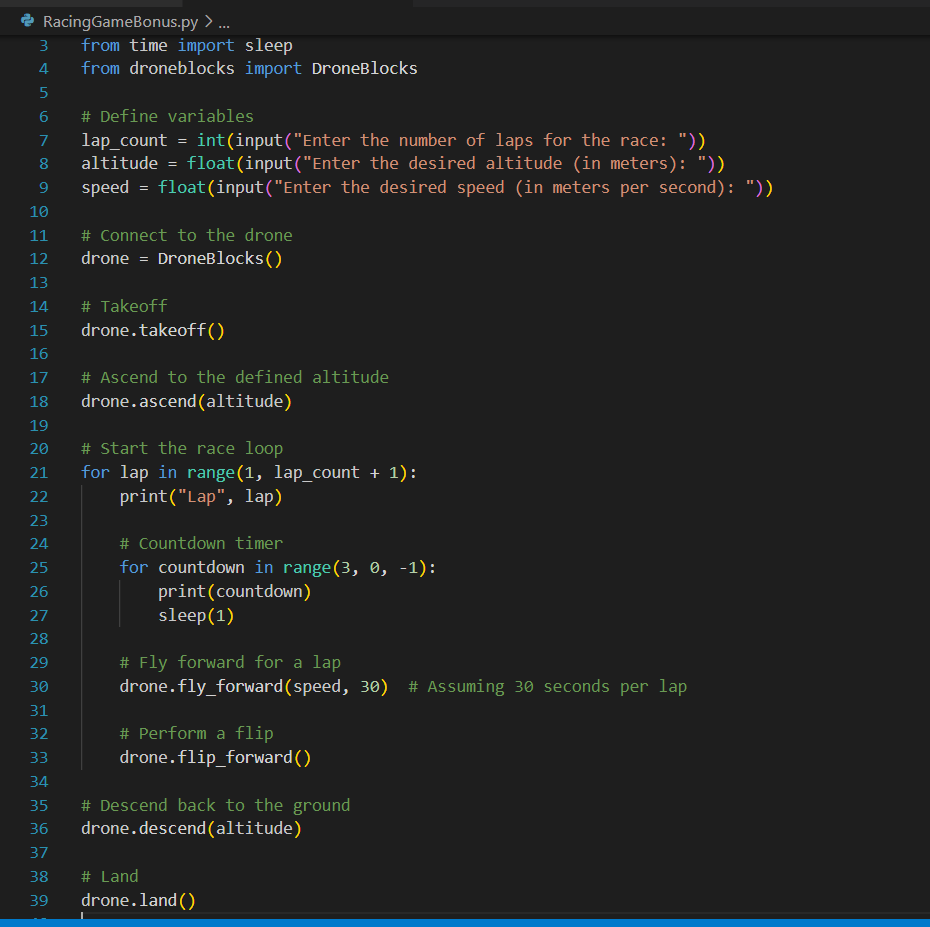 RacingGameBonus.py > ...
3 from time import sleep
4 from droneblocks import DroneBlocks
5
6 # Define variables
7 lap_count = int(input("Enter the number of laps for the race: "))
8 altitude = float(input("Enter the desired altitude (in meters): "))
9 speed = float(input("Enter the desired speed (in meters per second): "))
10
11 # Connect to the drone
12 drone = DroneBlocks()
13
14 # Takeoff
15 drone.takeoff()
16
17 # Ascend to the defined altitude
18 drone.ascend(altitude)
19
20 # Start the race loop
21 for lap in range(1, lap_count + 1):
22     print("Lap", lap)
23
24     # Countdown timer
25     for countdown in range(3, 0, -1):
26         print(countdown)
27         sleep(1)
28
29     # Fly forward for a lap
30     drone.fly_forward(speed, 30)  # Assuming 30 seconds per lap
31
32     # Perform a flip
33     drone.flip_forward()
34
35 # Descend back to the ground
36 drone.descend(altitude)
37
38 # Land
39 drone.land()